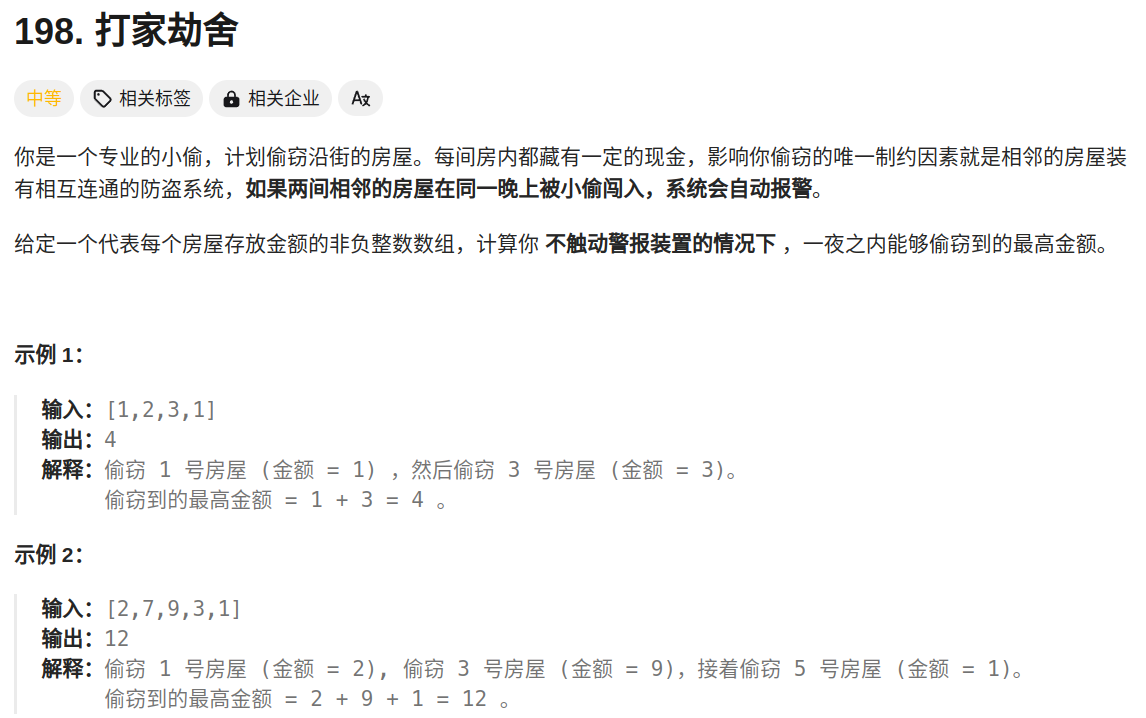 198. 打家劫舍
中等 相关标签 相关企业 A文
你是一个专业的小偷，计划偷窃沿街的房屋。每间房内都藏有一定的现金，影响你偷窃的唯一制约因素就是相邻的房屋装
有相互连通的防盗系统，如果两间相邻的房屋在同一晚上被小偷闯入，系统会自动报警。
给定一个代表每个房屋存放金额的非负整数数组，计算你 不触动警报装置的情况下 ，一夜之内能够偷窃到的最高金额。
示例 1：
输入：[1,2,3,1]
输出：4
解释：偷窃 1 号房屋 (金额 = 1) ，然后偷窃 3 号房屋 (金额 = 3)。
偷窃到的最高金额 = 1 + 3 = 4 。
示例 2：
输入：[2,7,9,3,1]
输出：12
解释：偷窃 1 号房屋 (金额 = 2), 偷窃 3 号房屋 (金额 = 9)，接着偷窃 5 号房屋 (金额 = 1)。
偷窃到的最高金额 = 2 + 9 + 1 = 12 。